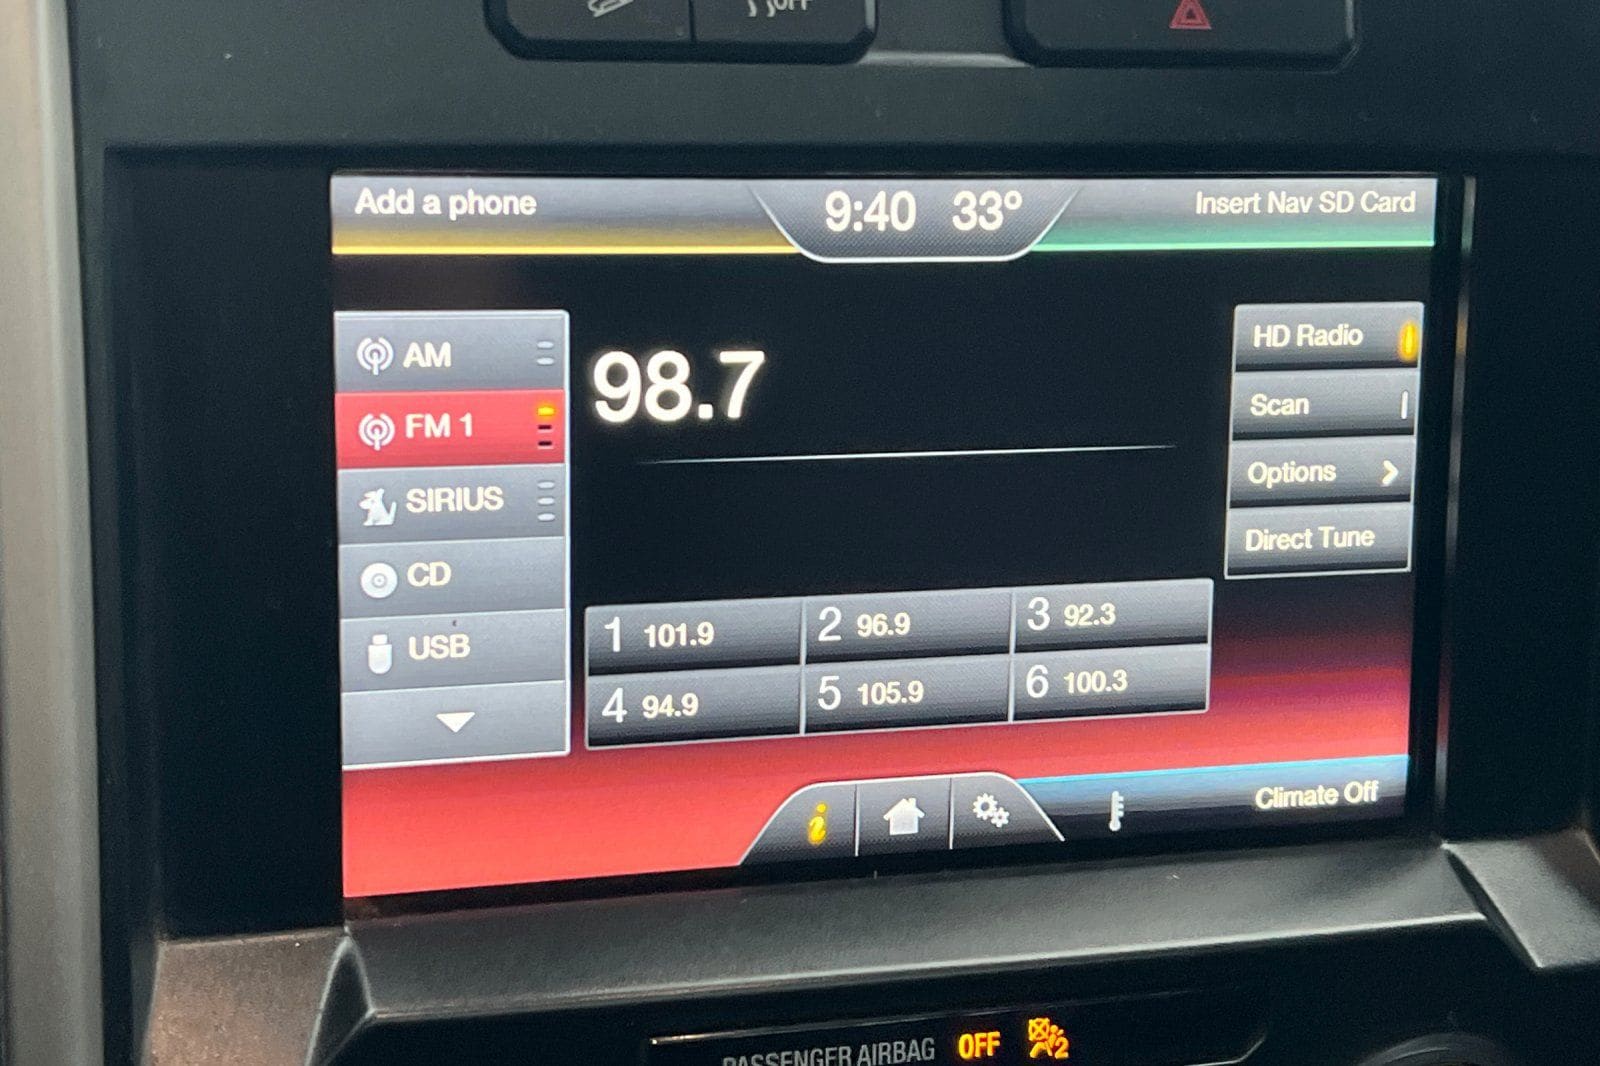 OFF
Add a phone
9:40 33°
Insert Nav SD Card
AM
FM 1
SIRIUS
CD
USB
98.7
HD Radio
Scan
Options
Direct Tune
1 101.9
2 96.9
3 92.3
4 94.9
5 105.9
6 100.3
i
Climate Off
PASSENGER AIRBAG OFF
2